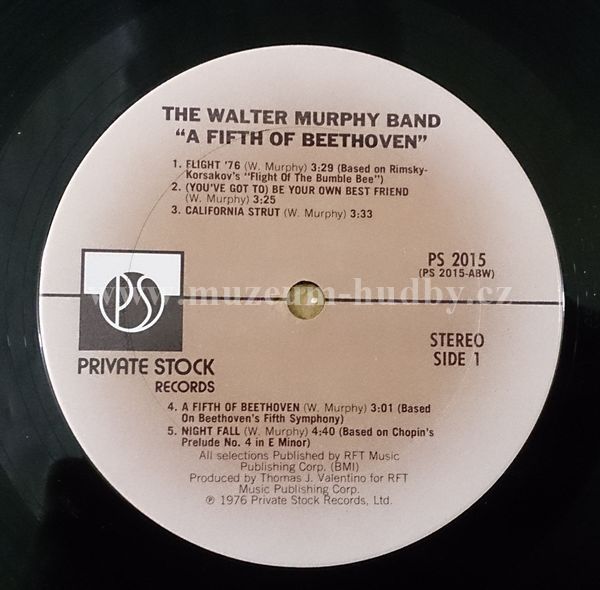 THE WALTER MURPHY BAND
"A FIFTH OF BEETHOVEN"
1. FLIGHT '76 (W. Murphy) 3:29 (Based on Rimsky-
Korsakov's "Flight Of The Bumble Bee")
2. (YOU'VE GOT TO) BE YOUR OWN BEST FRIEND
(W. Murphy) 3:25
3. CALIFORNIA STRUT (W. Murphy) 3:33
PS 2015
(PS 2015-ABW)
PS
www.muzeum-hudby.cz
STEREO
SIDE 1
PRIVATE STOCK
RECORDS
4. A FIFTH OF BEETHOVEN (W. Murphy) 3:01 (Based
On Beethoven's Fifth Symphony)
5. NIGHT FALL (W. Murphy) 4:40 (Based on Chopin's
Prelude No. 4 in E Minor)
All selections Published by RFT Music
Publishing Corp. (BMI)
Produced by Thomas J. Valentino for RFT
Music Publishing Corp.
℗ 1976 Private Stock Records, Ltd.